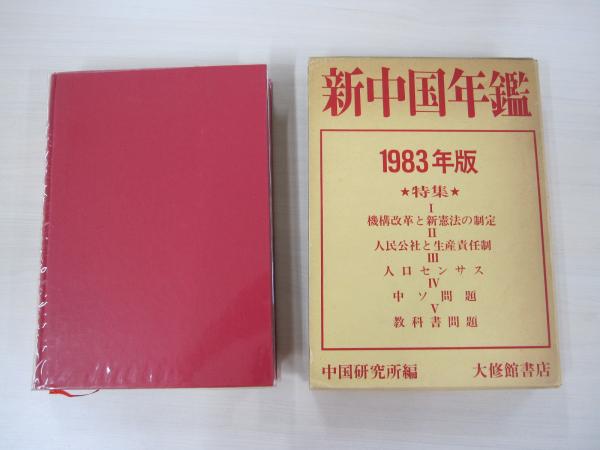 新中国年鑑
1983年版
★特集★
I
機構改革と新憲法の制定
II
人民公社と生産責任制
III
人口センサス
IV
中ソ問題
V
教科書問題
中国研究所編 大修館書店